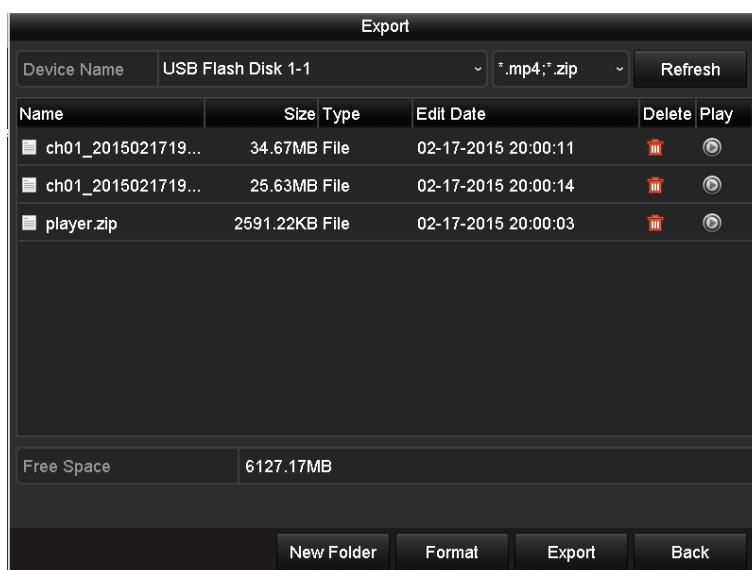 Export
Device Name USB Flash Disk 1-1 *.mp4;*.zip Refresh
Name Size Type Edit Date Delete Play
ch01_2015021719... 34.67MB File 02-17-2015 20:00:11
ch01_2015021719... 25.63MB File 02-17-2015 20:00:14
player.zip 2591.22KB File 02-17-2015 20:00:03
Free Space 6127.17MB
New Folder Format Export Back